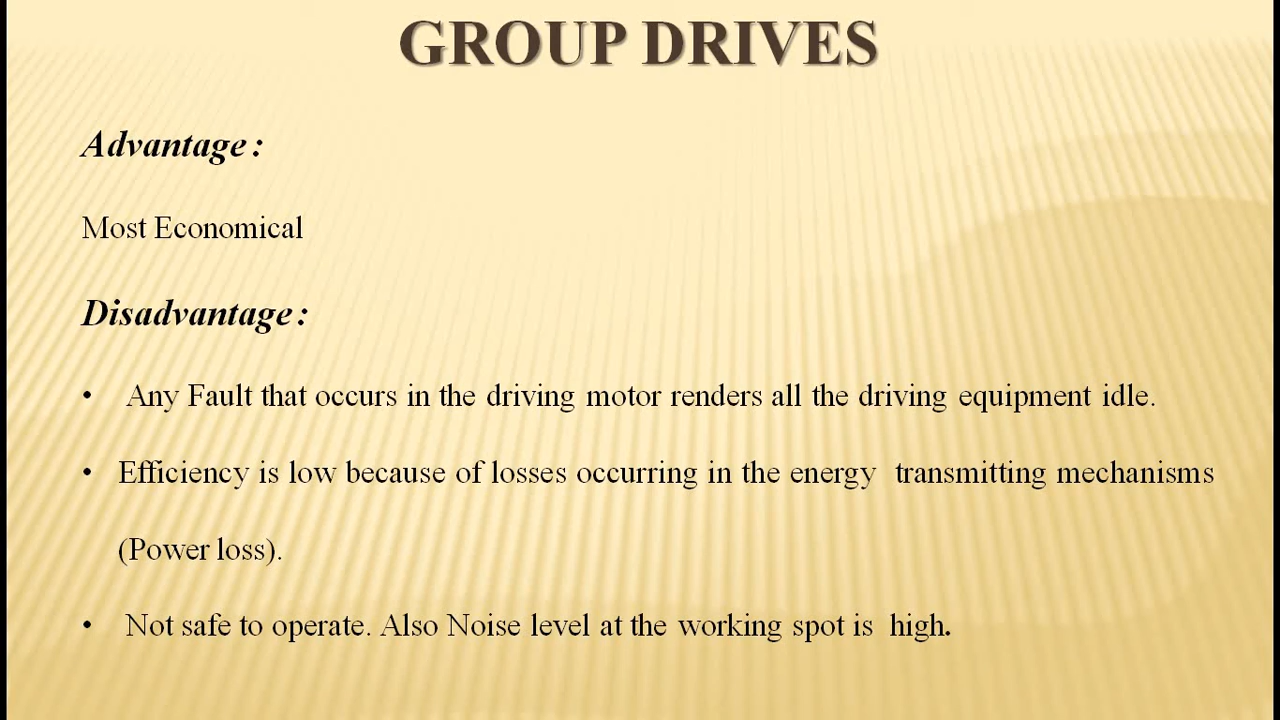 GROUP DRIVES
Advantage :
Most Economical
Disadvantage :
• Any Fault that occurs in the driving motor renders all the driving equipment idle.
• Efficiency is low because of losses occurring in the energy transmitting mechanisms
(Power loss).
• Not safe to operate. Also Noise level at the working spot is high.